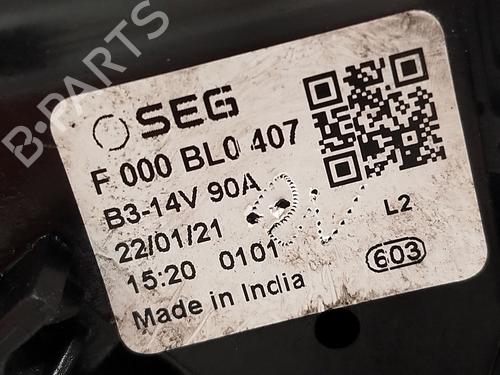 B-PARTS
SEG
F 000 BL0 407
B3-14V 90A
22/01/21
15:20 0101
L2
603
Made in India